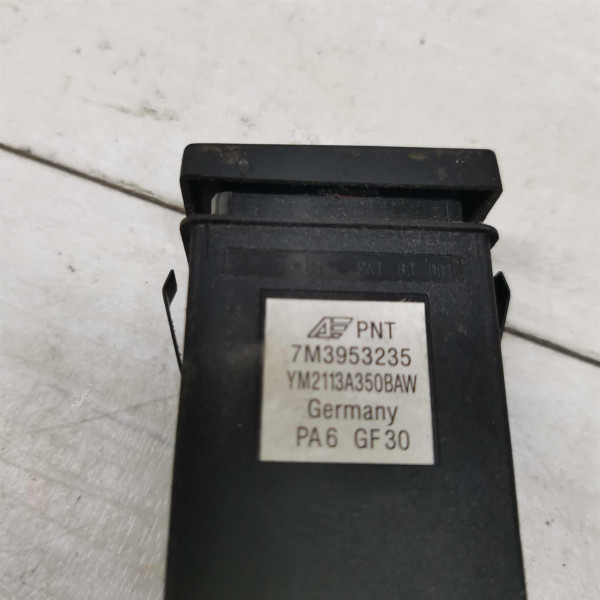 PNT
7M3953235
YM2113A350BAW
Germany
PA6 GF30